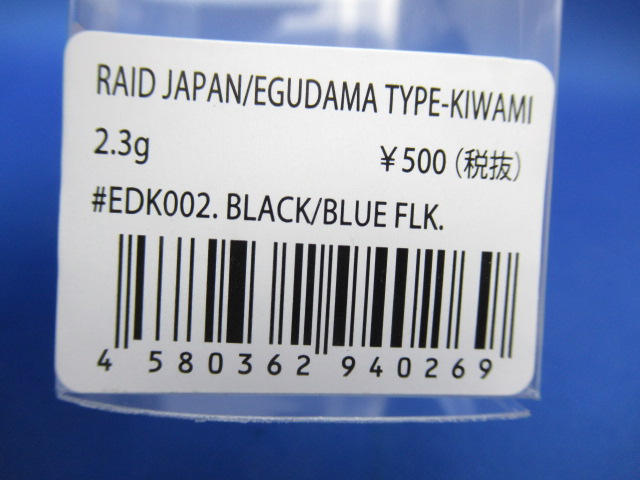 RAID JAPAN/EGUDAMA TYPE-KIWAMI
2.3g ¥500(税抜)
#EDK002. BLACK/BLUE FLK.
4 580362 940269